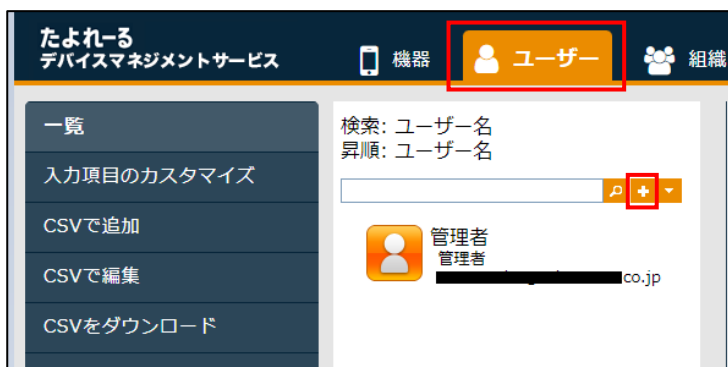 たよれーる
デバイスマネジメントサービス
機器
ユーザー
組織
一覧
入力項目のカスタマイズ
CSVで追加
CSVで編集
CSVをダウンロード
検索: ユーザー名
昇順: ユーザー名
管理者
管理者
co.jp